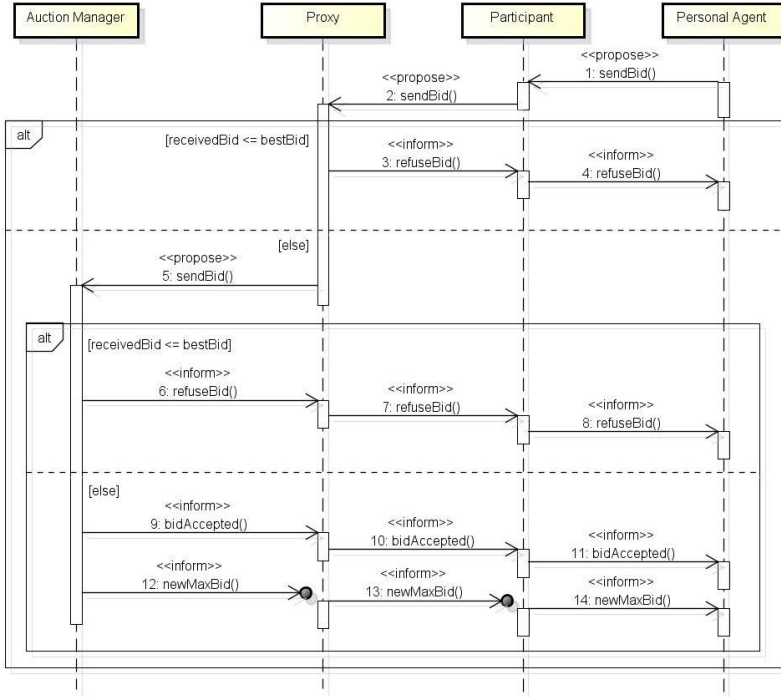 Auction Manager
Proxy
Participant
Personal Agent
<<propose>>
1: sendBid()
<<propose>>
2: sendBid()
alt
[receivedBid <= bestBid]
<<inform>>
3: refuseBid()
<<inform>>
4: refuseBid()
[else]
<<propose>>
5: sendBid()
alt
[receivedBid <= bestBid]
<<inform>>
6: refuseBid()
<<inform>>
7: refuseBid()
<<inform>>
8: refuseBid()
[else]
<<inform>>
9: bidAccepted()
<<inform>>
10: bidAccepted()
<<inform>>
11: bidAccepted()
<<inform>>
12: newMaxBid()
<<inform>>
13: newMaxBid()
<<inform>>
14: newMaxBid()